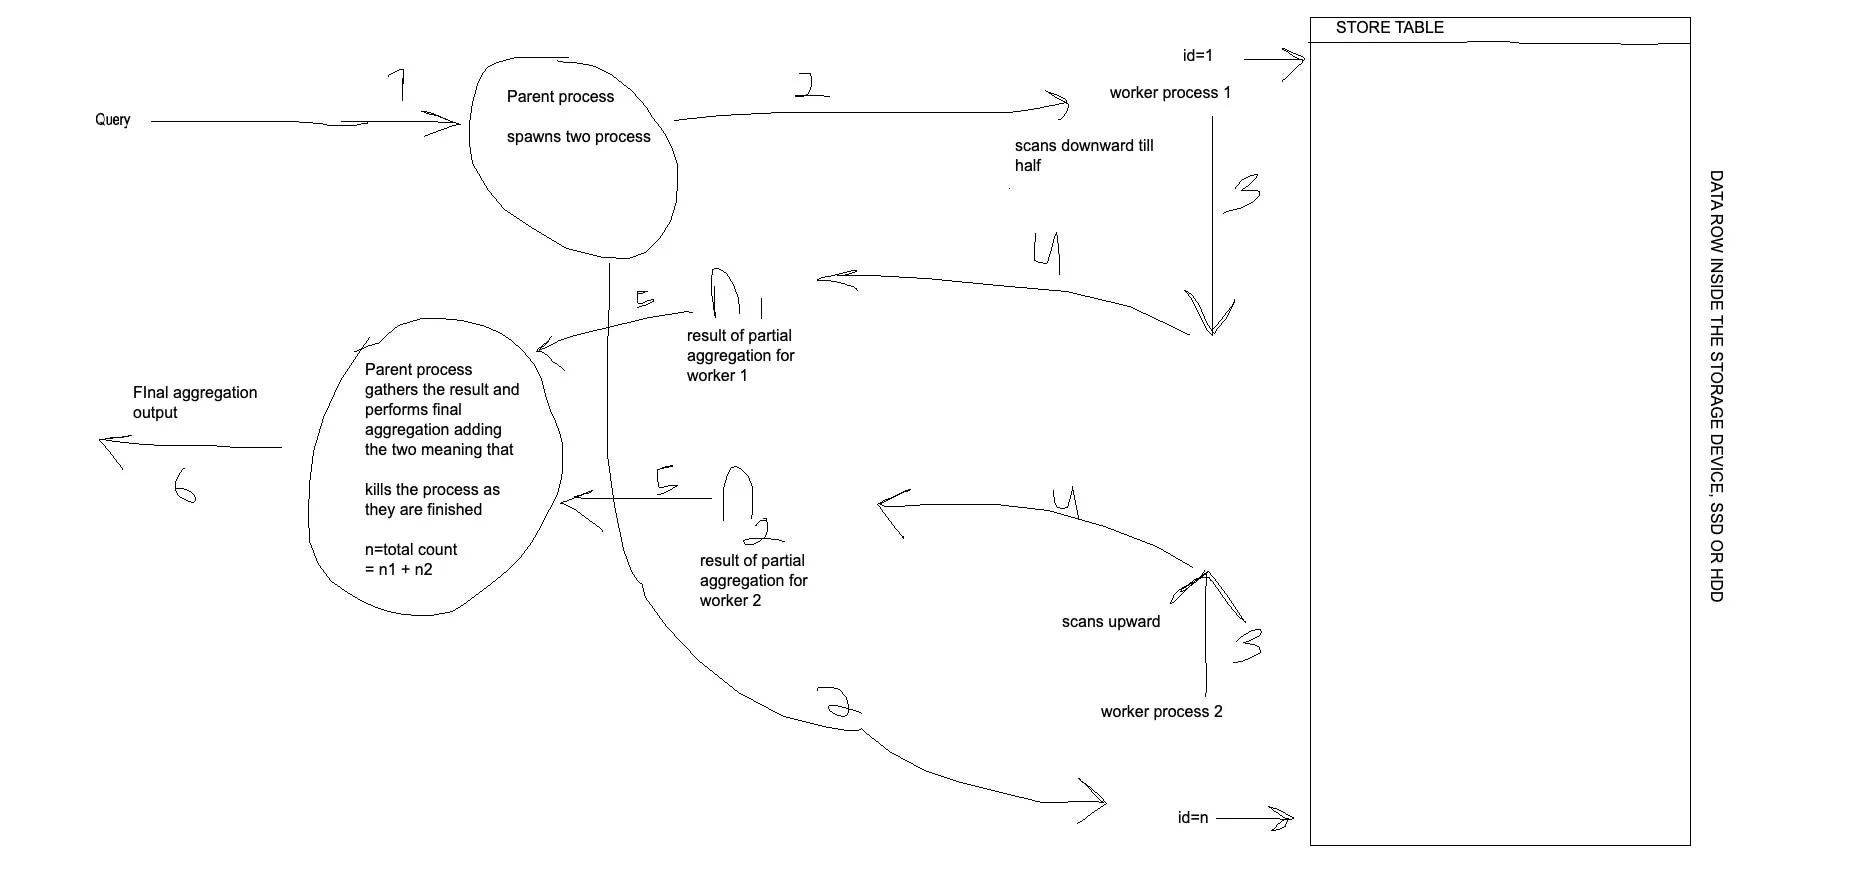 STORE TABLE
id=1
1
2
worker process 1
Parent process
Query
spawns two process
scans downward till
half
3
4
5
n1
result of partial
aggregation for
worker 1
Parent process
gathers the result and
performs final
aggregation adding
the two meaning that
kills the process as
they are finished
n=total count
= n1 + n2
FInal aggregation
output
6
5
n2
4
result of partial
aggregation for
worker 2
scans upward
3
worker process 2
2
id=n
DATA ROW INSIDE THE STORAGE DEVICE, SSD OR HDD